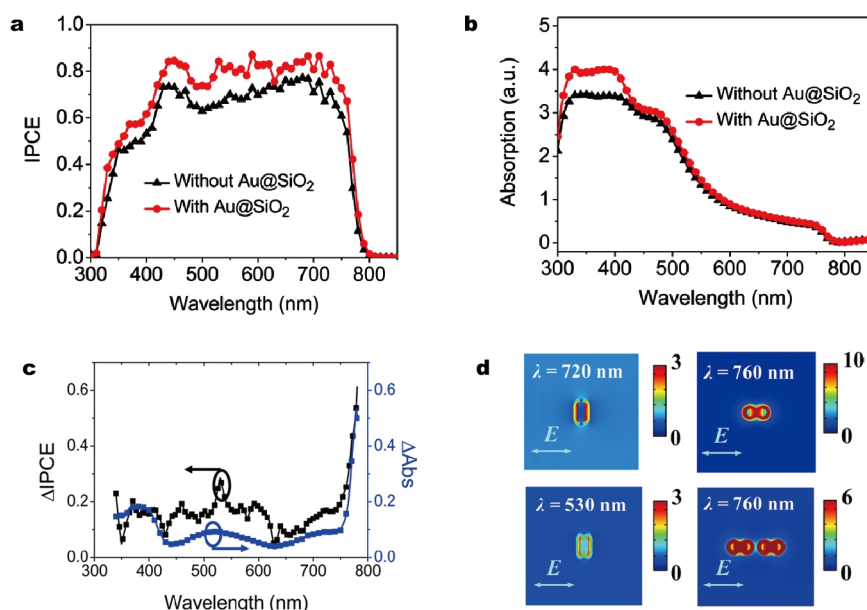 a
IPCE
1.0
0.8
0.6
0.4
0.2
0.0
Without Au@SiO2
With Au@SiO2
300 400 500 600 700 800
Wavelength (nm)
b
Absorption (a.u.)
5
4
3
2
1
0
Without Au@SiO2
With Au@SiO2
300 400 500 600 700 800
Wavelength (nm)
c
ΔIPCE
0.6
0.4
0.2
0.0
0.6
0.4
0.2
0.0
ΔAbs
300 400 500 600 700 800
Wavelength (nm)
d
λ = 720 nm
E
3
0
λ = 760 nm
E
10
0
λ = 530 nm
E
3
0
λ = 760 nm
E
6
0